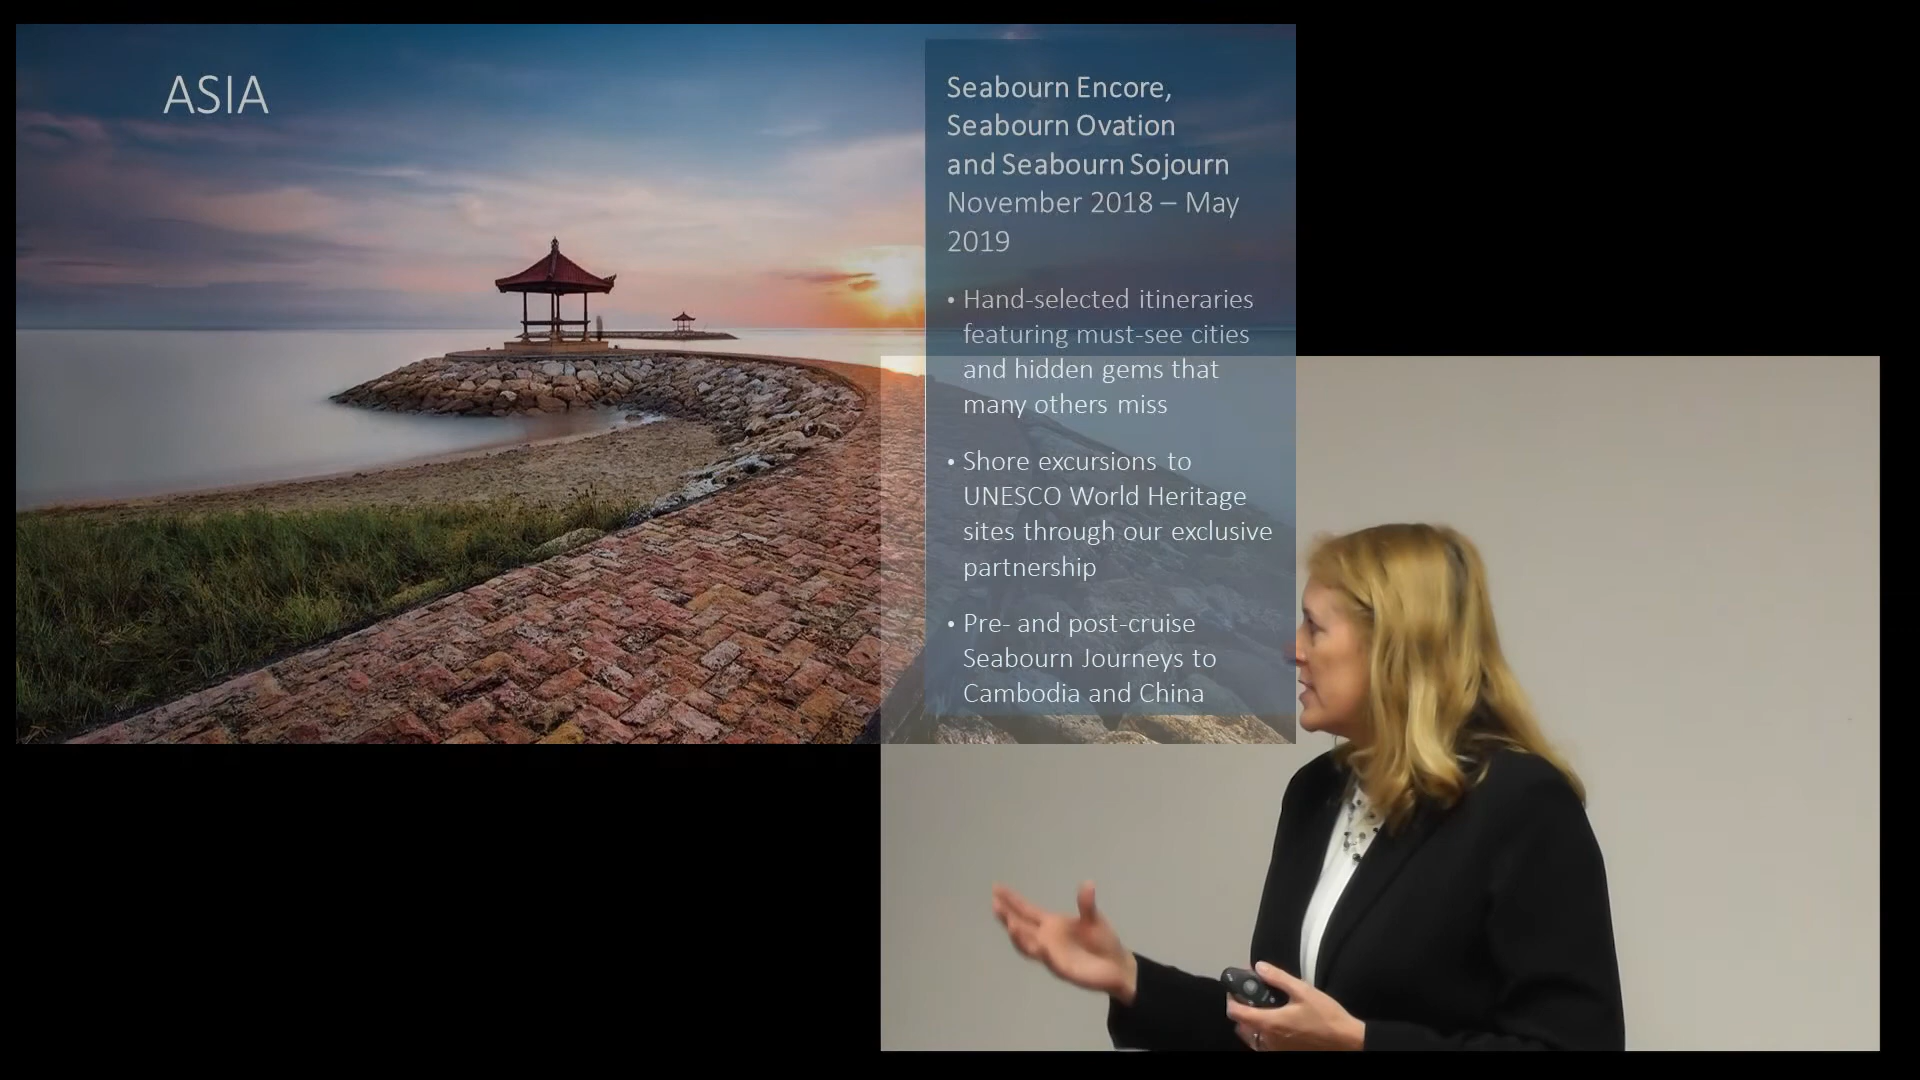 ASIA
Seabourn Encore,
Seabourn Ovation
and Seabourn Sojourn
November 2018 – May
2019
• Hand-selected itineraries
featuring must-see cities
and hidden gems that
many others miss
• Shore excursions to
UNESCO World Heritage
sites through our exclusive
partnership
• Pre- and post-cruise
Seabourn Journeys to
Cambodia and China